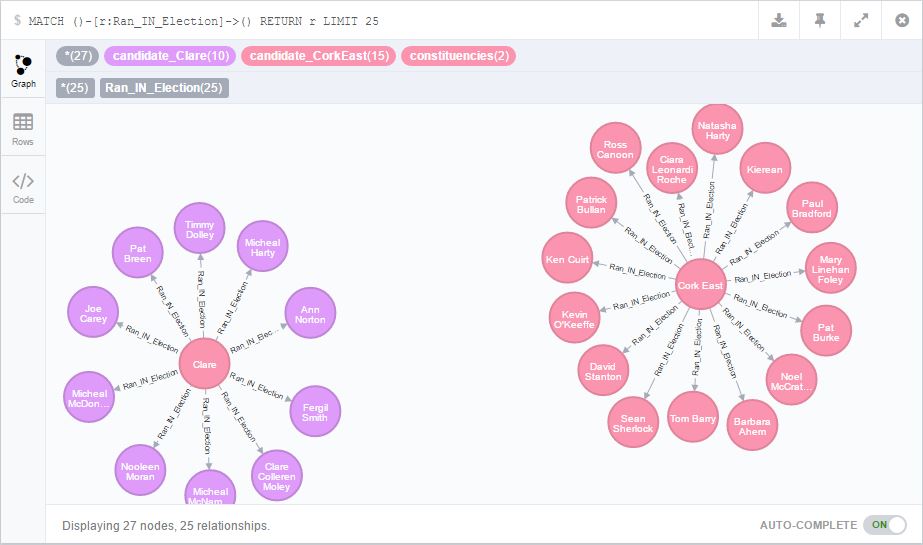 $ MATCH ()-[r:Ran_IN_Election]->() RETURN r LIMIT 25
*(27) candidate_Clare(10) candidate_CorkEast(15) constituencies(2)
*(25) Ran_IN_Election(25)
Graph
Rows
Code
Timmy
Dolley
Pat
Breen
Micheal
Harty
Joe
Carey
Ann
Norton
Clare
Micheal
McDon...
Fergil
Smith
Nooleen
Moran
Clare
Colleren
Moley
Micheal
McNam...
Ran_IN_Election
Ran_IN_Election
Ran_IN_Election
Ran_IN_Election
Ran_IN_Elec...
Ran_IN_Election
Ran_IN_Election
Ran_IN_Election
Ran_IN_Election
Ran_IN_Election
Natasha
Harty
Ross
Canoon
Ciara
Leonardi
Roche
Kierean
Patrick
Bullan
Paul
Bradford
Ken Cuirt
Mary
Linehan
Foley
Cork East
Kevin
O'Keeffe
Pat
Burke
David
Stanton
Noel
McCrat...
Sean
Sherlock
Tom Barry
Barbara
Ahern
Ran_IN_Election
Ran_IN_Elect...
Ran_IN_Election
Ran_IN_Election
Ran_IN_Election
Ran_IN_Election
Ran_IN_Election
Ran_IN_Election
Ran_IN_Election
Ran_IN_Election
Ran_IN_Election
Ran_IN_Election
Ran_IN_Election
Ran_IN_Election
Ran_IN_Election
Displaying 27 nodes, 25 relationships.
AUTO-COMPLETE ON